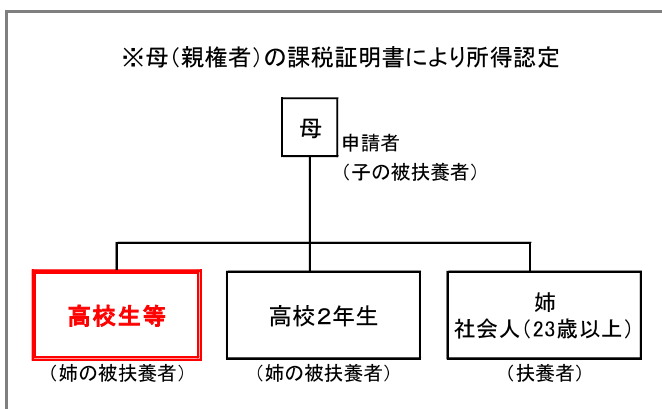 ※母（親権者）の課税証明書により所得認定
母
申請者
（子の被扶養者）
高校生等
高校２年生
姉
社会人（23歳以上）
（姉の被扶養者）
（姉の被扶養者）
（扶養者）